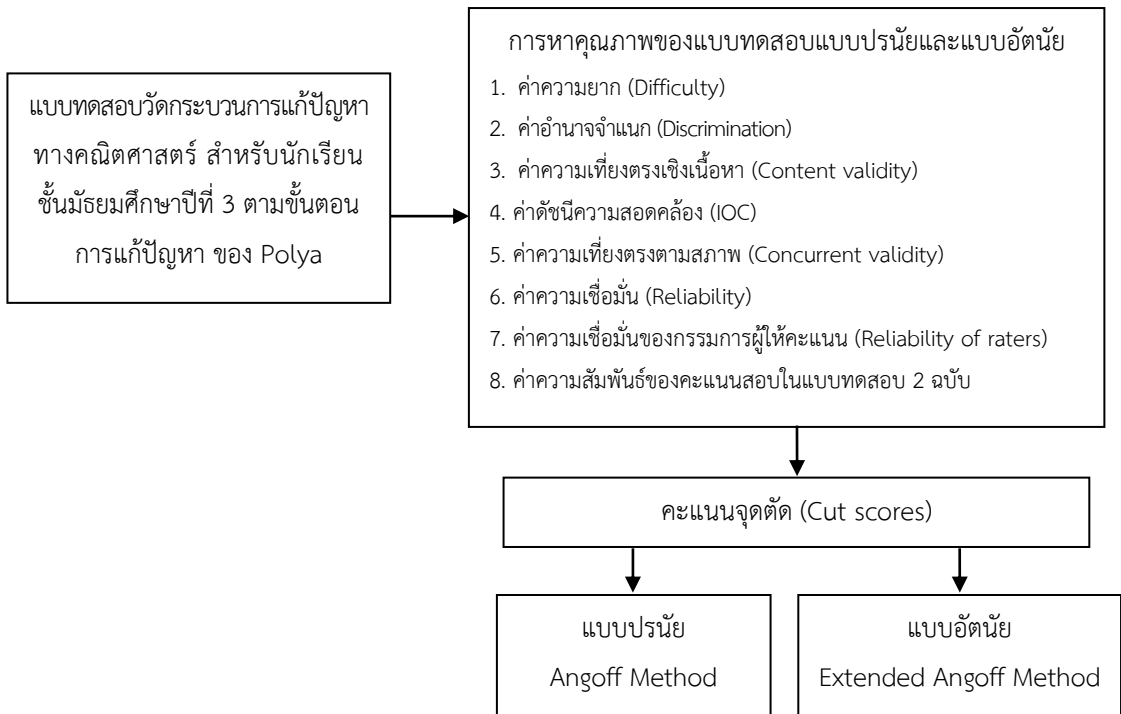 แบบทดสอบวัดกระบวนการแก้ปัญหา
ทางคณิตศาสตร์ สำหรับนักเรียน
ชั้นมัธยมศึกษาปีที่ 3 ตามขั้นตอน
การแก้ปัญหา ของ Polya
การหาคุณภาพของแบบทดสอบแบบปรนัยและแบบอัตนัย
1. ค่าความยาก (Difficulty)
2. ค่าอำนาจจำแนก (Discrimination)
3. ค่าความเที่ยงตรงเชิงเนื้อหา (Content validity)
4. ค่าดัชนีความสอดคล้อง (IOC)
5. ค่าความเที่ยงตรงตามสภาพ (Concurrent validity)
6. ค่าความเชื่อมั่น (Reliability)
7. ค่าความเชื่อมั่นของกรรมการผู้ให้คะแนน (Reliability of raters)
8. ค่าความสัมพันธ์ของคะแนนสอบในแบบทดสอบ 2 ฉบับ
คะแนนจุดตัด (Cut scores)
แบบปรนัย
Angoff Method
แบบอัตนัย
Extended Angoff Method